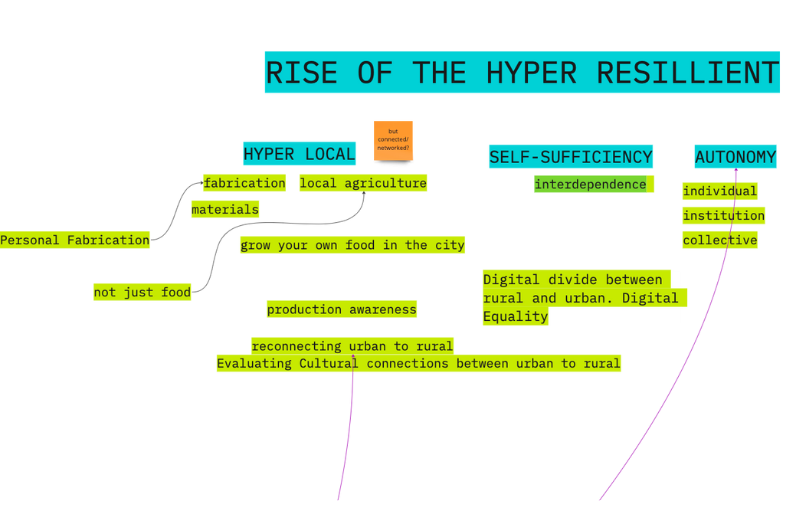 RISE OF THE HYPER RESILLIENT
but
connected/
networked?
HYPER LOCAL
SELF-SUFFICIENCY
AUTONOMY
fabrication
local agriculture
interdependence
individual
materials
institution
Personal Fabrication
grow your own food in the city
collective
not just food
Digital divide between
rural and urban. Digital
Equality
production awareness
reconnecting urban to rural
Evaluating Cultural connections between urban to rural